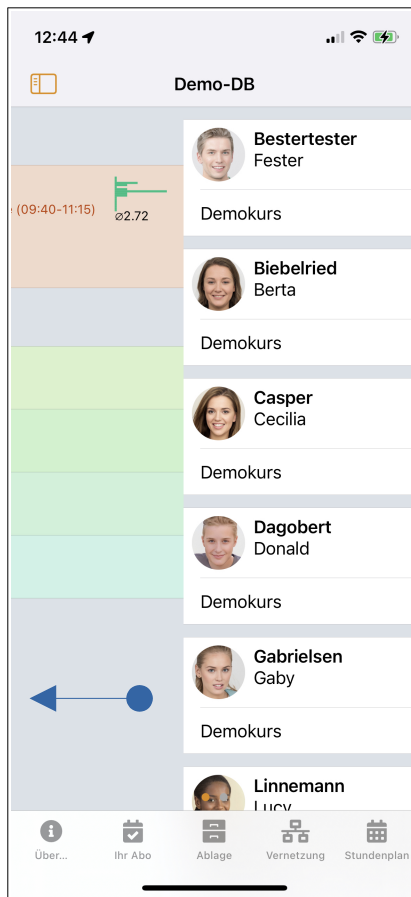 12:44
Demo-DB
(09:40-11:15)
⌀2.72
Bestertester
Fester
Demokurs
Biebelried
Berta
Demokurs
Casper
Cecilia
Demokurs
Dagobert
Donald
Demokurs
Gabrielsen
Gaby
Demokurs
Linnemann
Lucy
Über...
Ihr Abo
Ablage
Vernetzung
Stundenplan